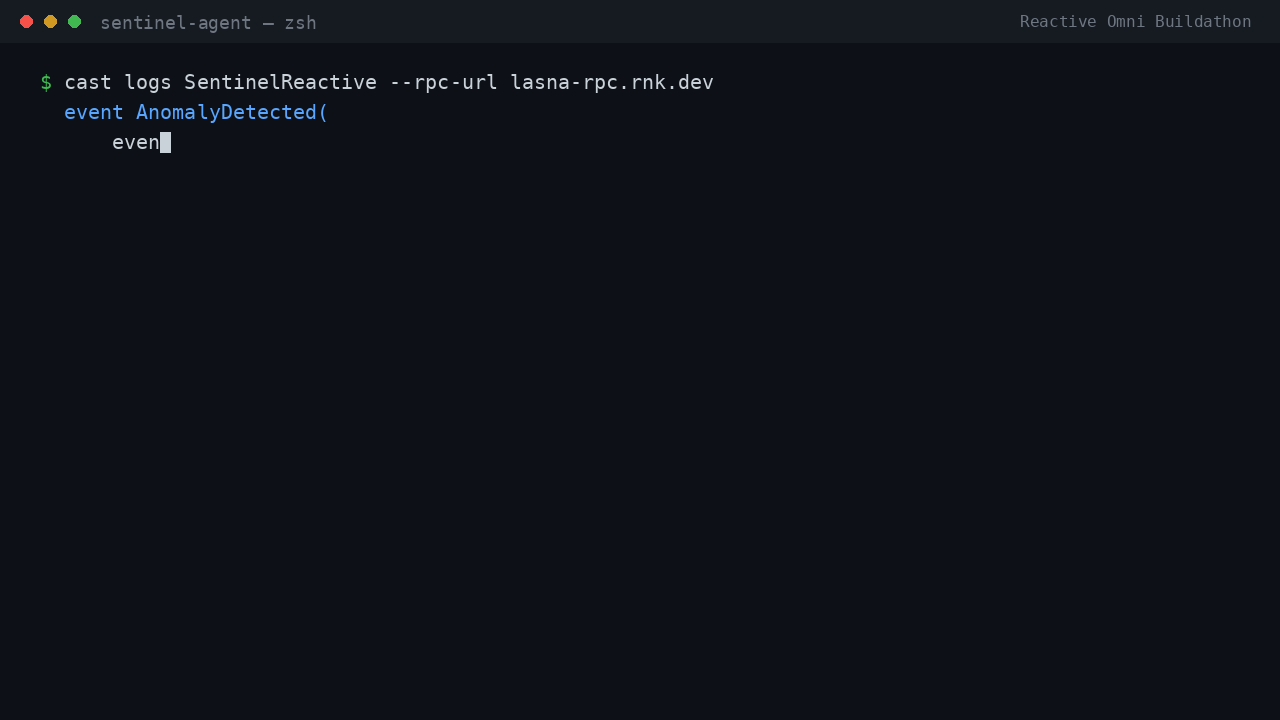 sentinel-agent — zsh
Reactive Omni Buildathon
$ cast logs SentinelReactive --rpc-url lasna-rpc.rnk.dev
event AnomalyDetected(
even